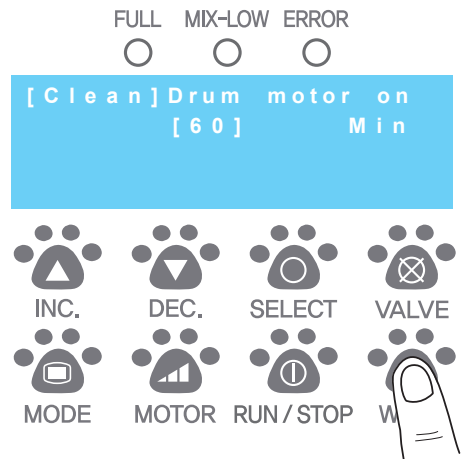 FULL MIX-LOW ERROR
[Clean]Drum motor on
[60] Min
INC. DEC. SELECT VALVE
MODE MOTOR RUN / STOP